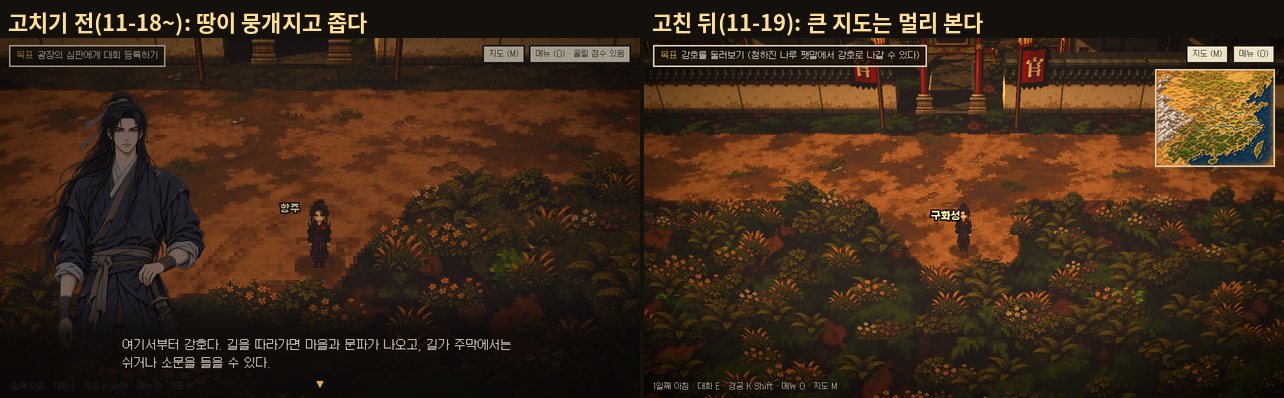 고치기 전(11-18~): 땅이 뭉개지고 좁다
목표 광장의 심판에게 대회 등록하기
지도 (M)
메뉴 (O) · 올릴 점수 있음
항주
여기서부터 강호다. 길을 따라가면 마을과 문파가 나오고, 길가 주막에서는
쉬거나 소문을 들을 수 있다.
1일째 아침 · 대화 E · 경공 K Shift · 메뉴 O · 지도 M
고친 뒤(11-19): 큰 지도는 멀리 본다
목표 강호를 둘러보기 (청하진 나루 팻말에서 강호로 나갈 수 있다)
지도 (M)
메뉴 (O)
官
官
구화성
1일째 아침 · 대화 E · 경공 K Shift · 메뉴 O · 지도 M